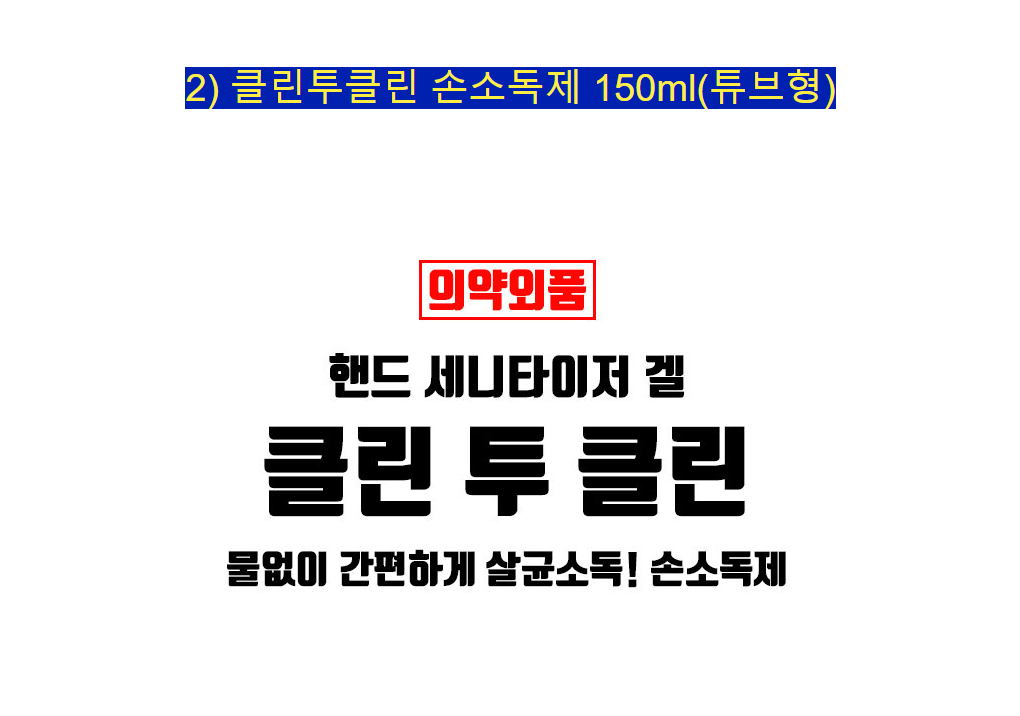 2) 클린투클린 손소독제 150ml(튜브형)
의약외품
핸드 세니타이저 겔
클린 투 클린
물없이 간편하게 살균소독! 손소독제